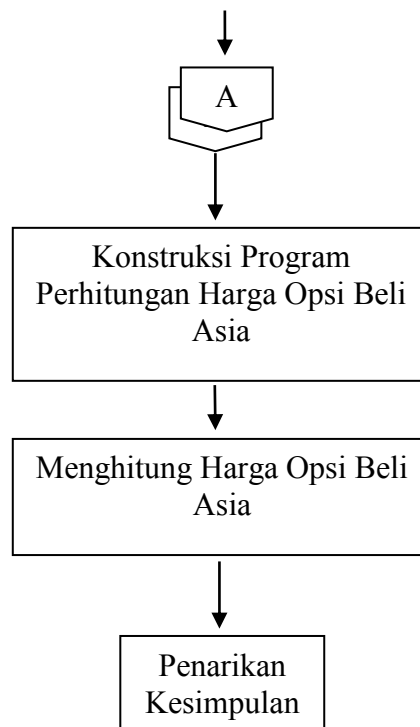 A
Konstruksi Program
Perhitungan Harga Opsi Beli
Asia
Menghitung Harga Opsi Beli
Asia
Penarikan
Kesimpulan